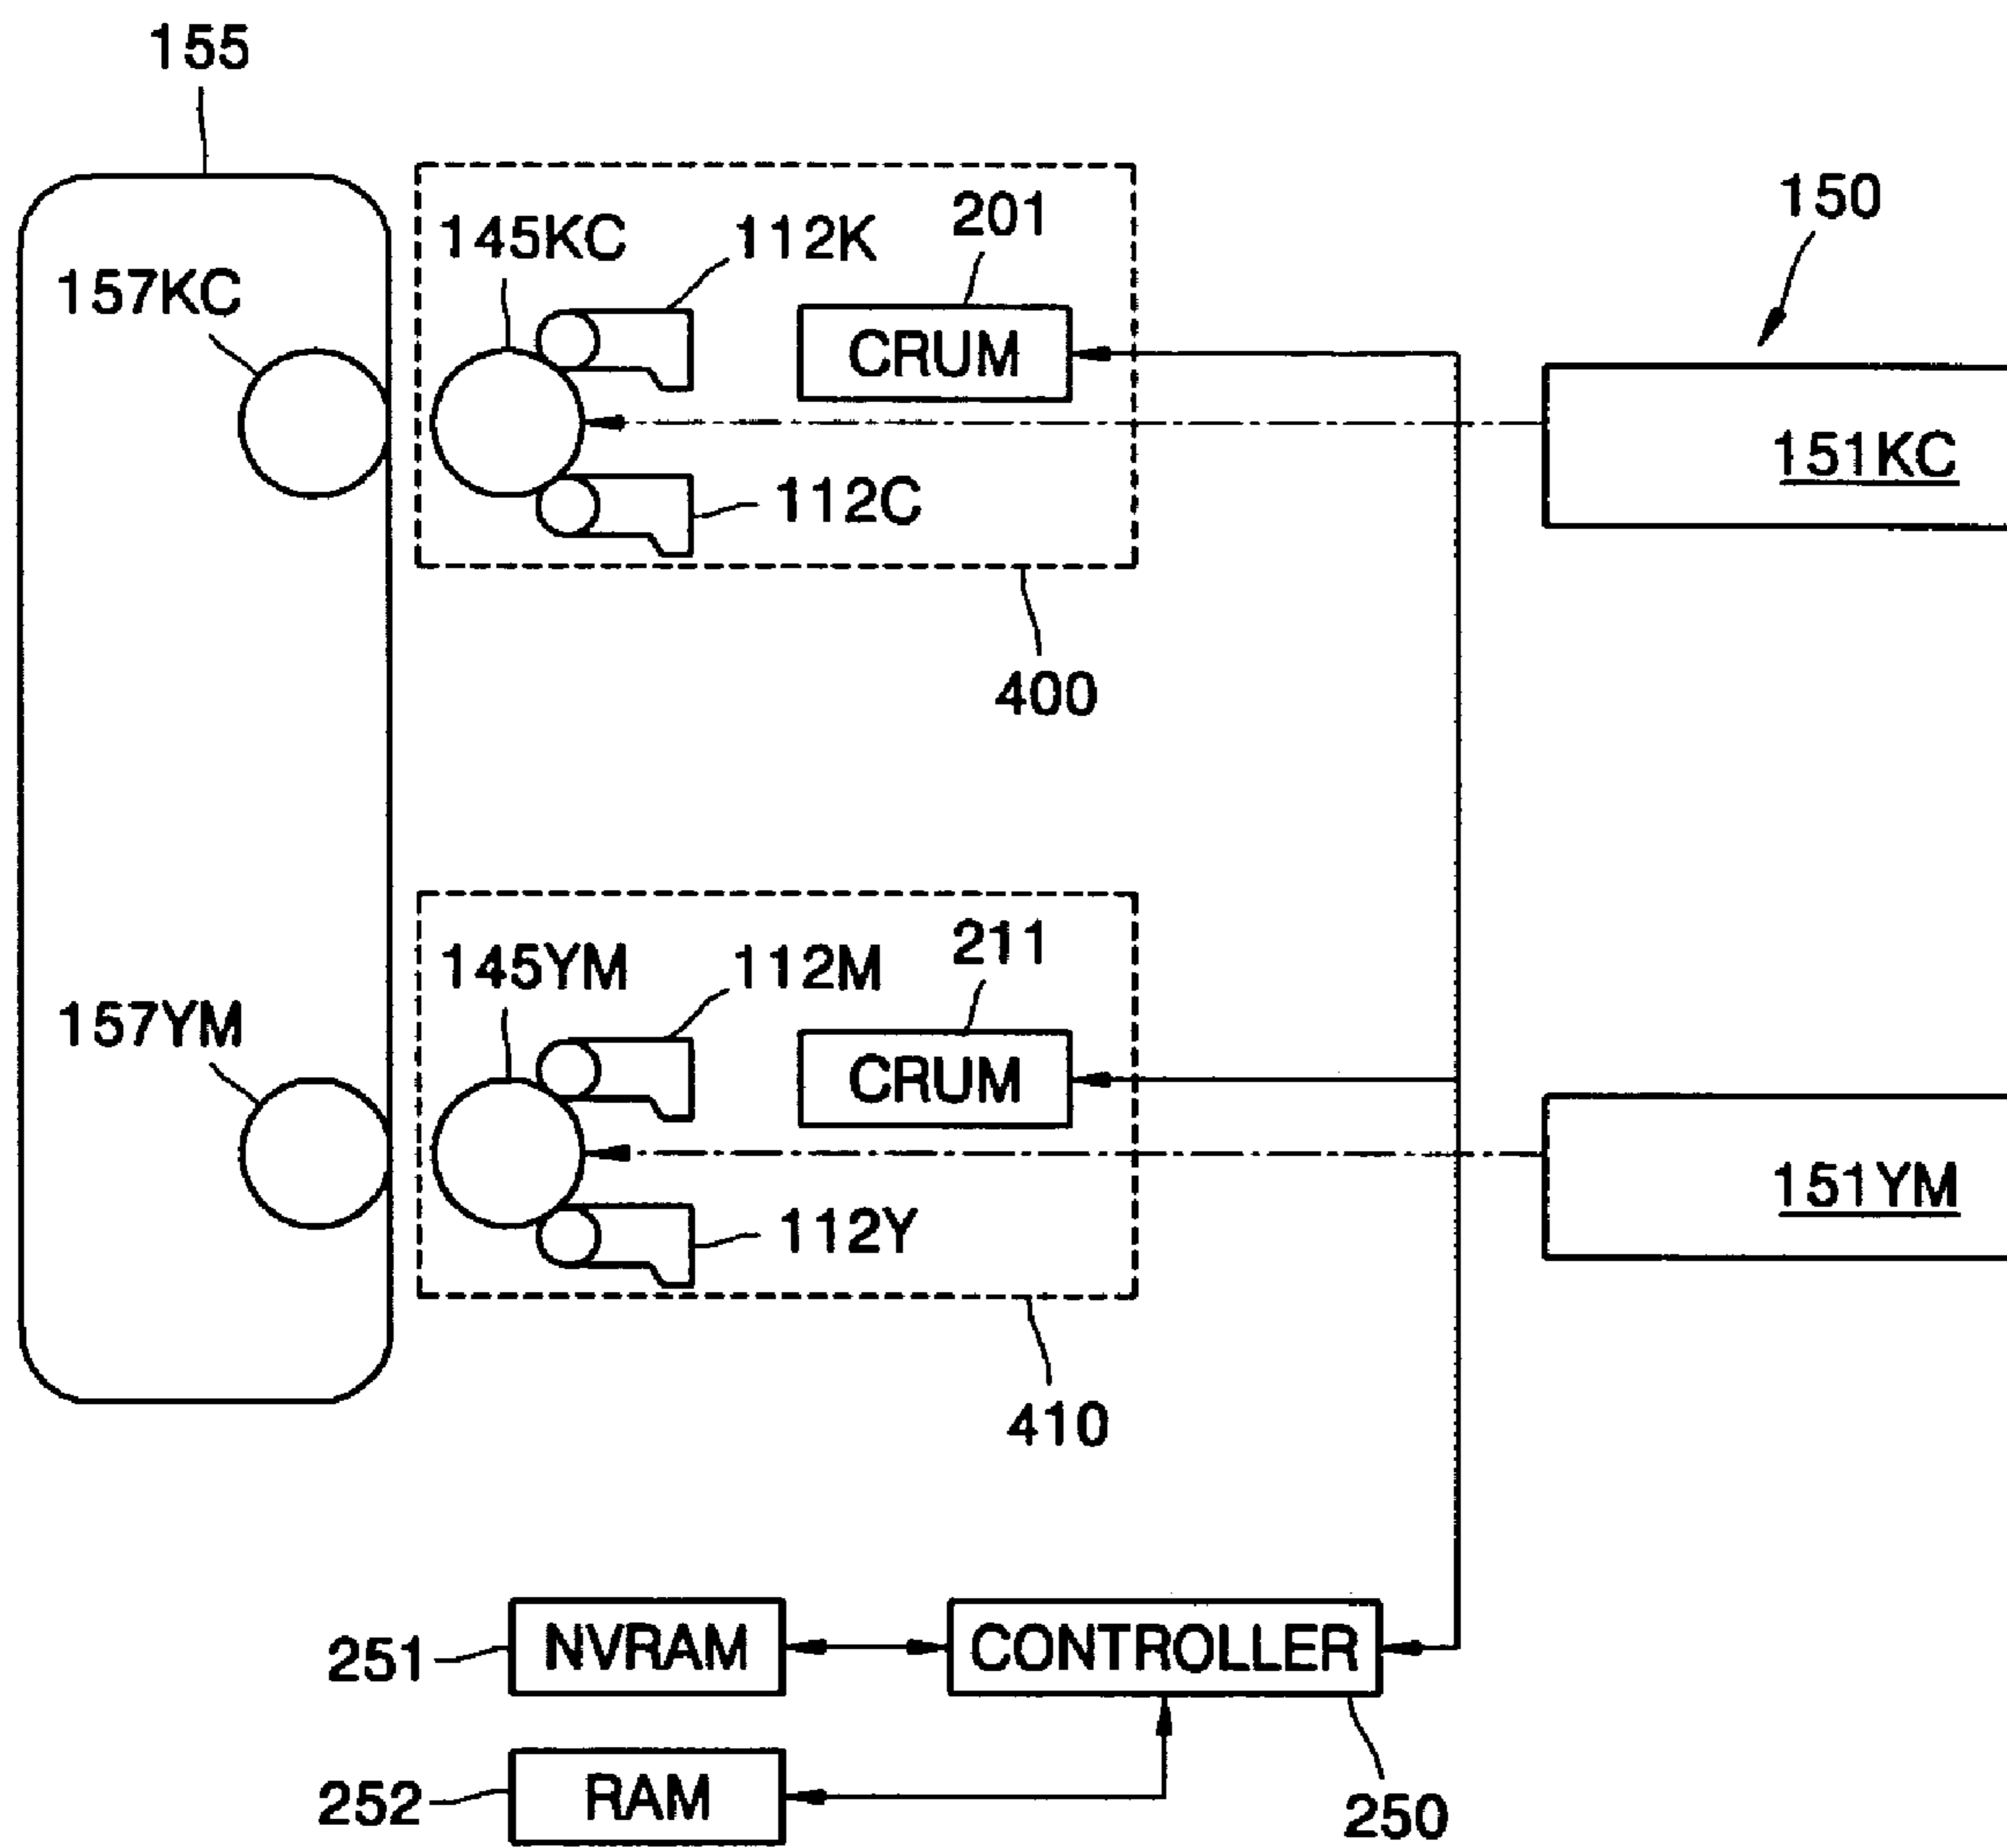 155
150
201
145KC
112K
157KC
CRUM
151KC
112C
400
211
145YM
112M
157YM
CRUM
151YM
112Y
410
251
NVRAM
CONTROLLER
252
RAM
250